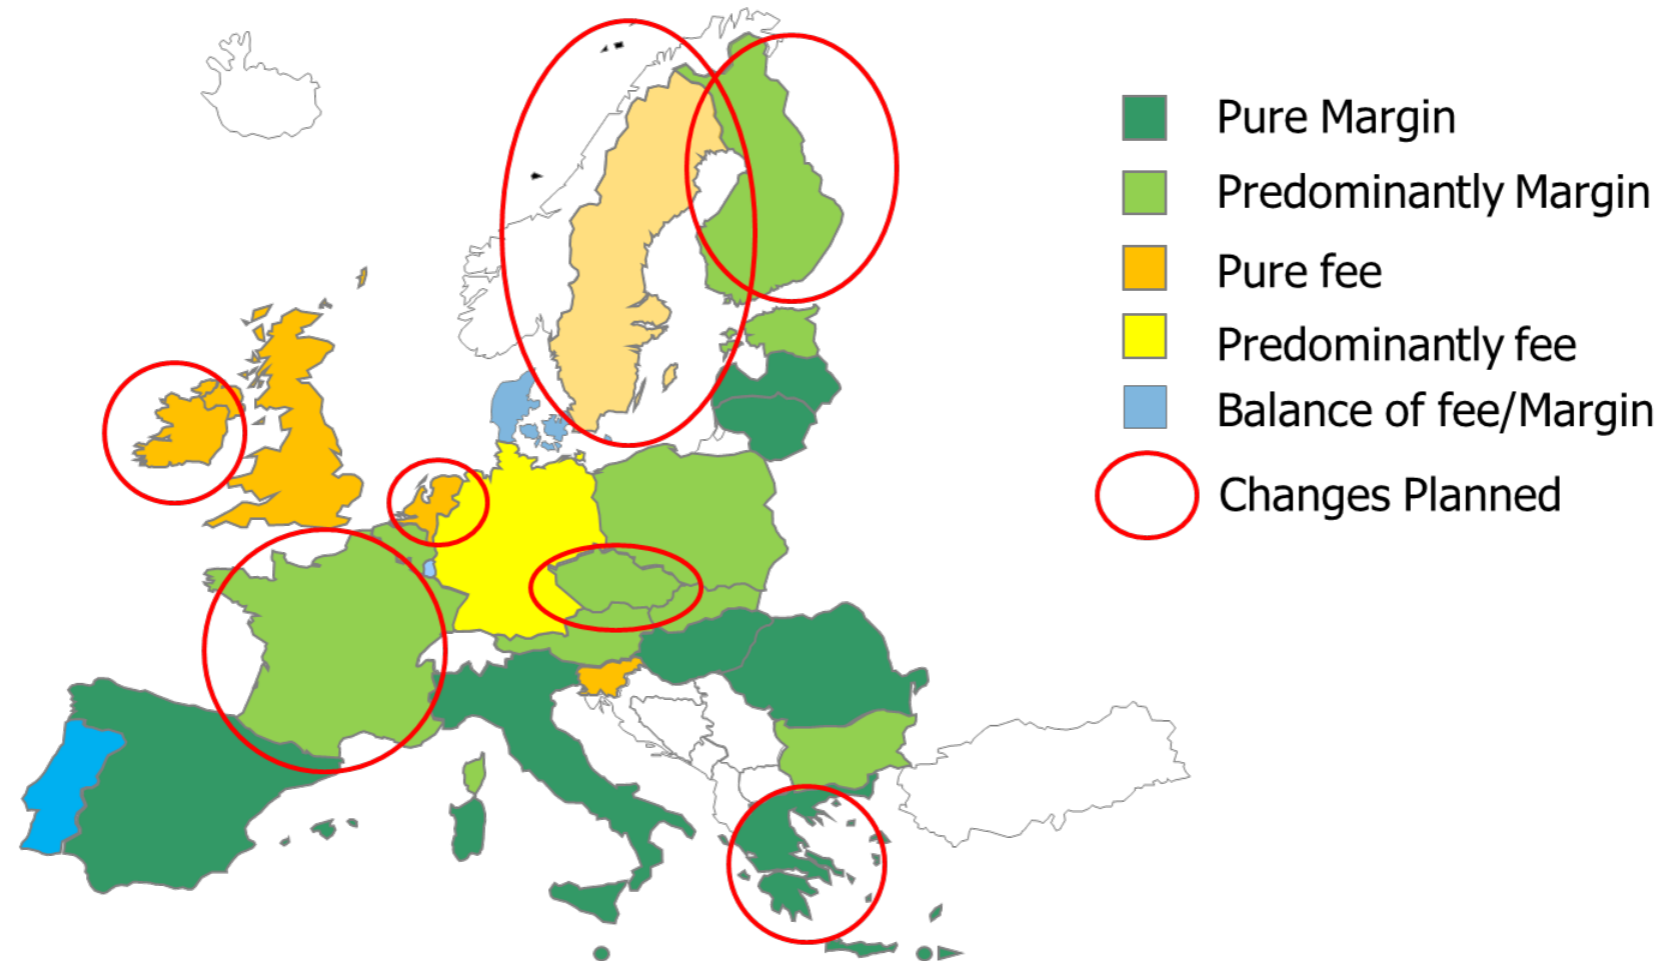 Pure Margin
Predominantly Margin
Pure fee
Predominantly fee
Balance of fee/Margin
Changes Planned